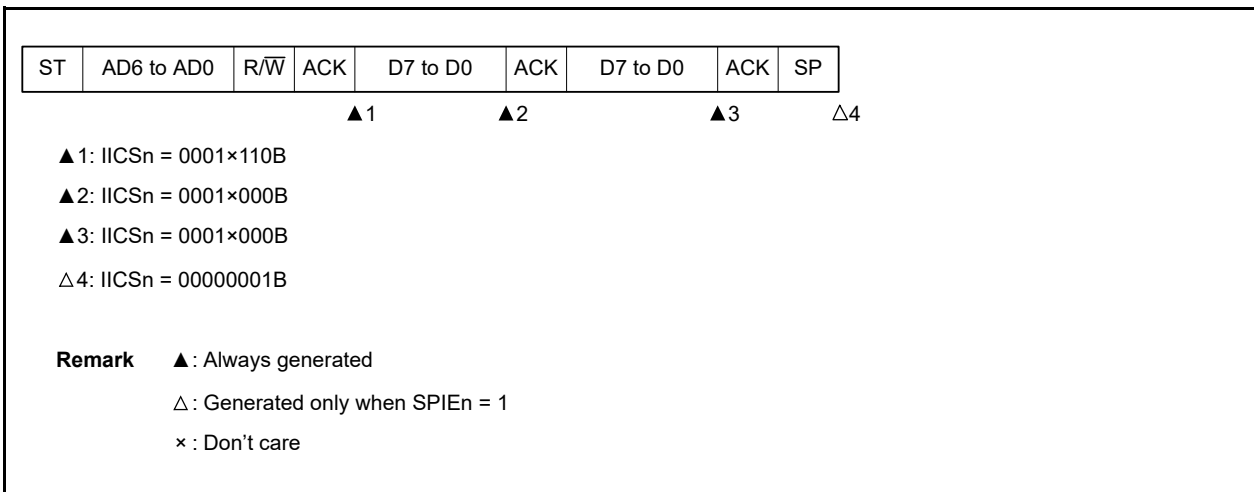 ST AD6 to AD0 R/W̅ ACK D7 to D0 ACK D7 to D0 ACK SP
▲1 ▲2 ▲3 △4
▲1: IICSn = 0001×110B
▲2: IICSn = 0001×000B
▲3: IICSn = 0001×000B
△4: IICSn = 00000001B
Remark ▲: Always generated
△: Generated only when SPIEn = 1
×: Don’t care